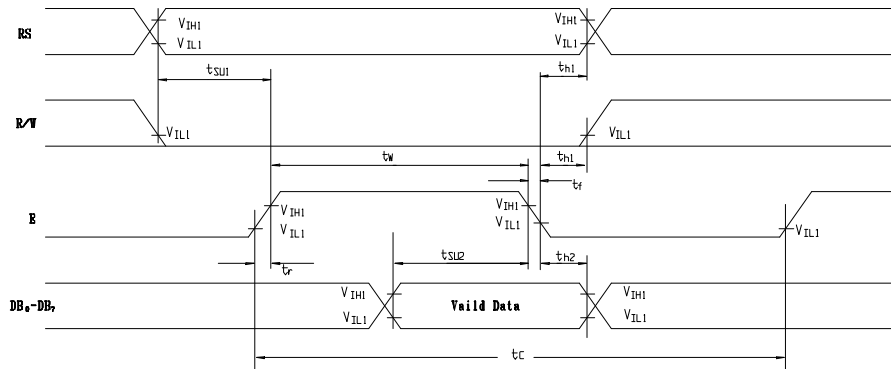 RS
VIH1
VIL1
VIH1
VIL1
tSU1
th1
R/W
VIL1
VIL1
tW
th1
tf
E
VIH1
VIL1
VIH1
VIL1
VIL1
tr
tSU2
th2
DB0-DB7
VIH1
VIL1
Vaild Data
VIH1
VIL1
tC